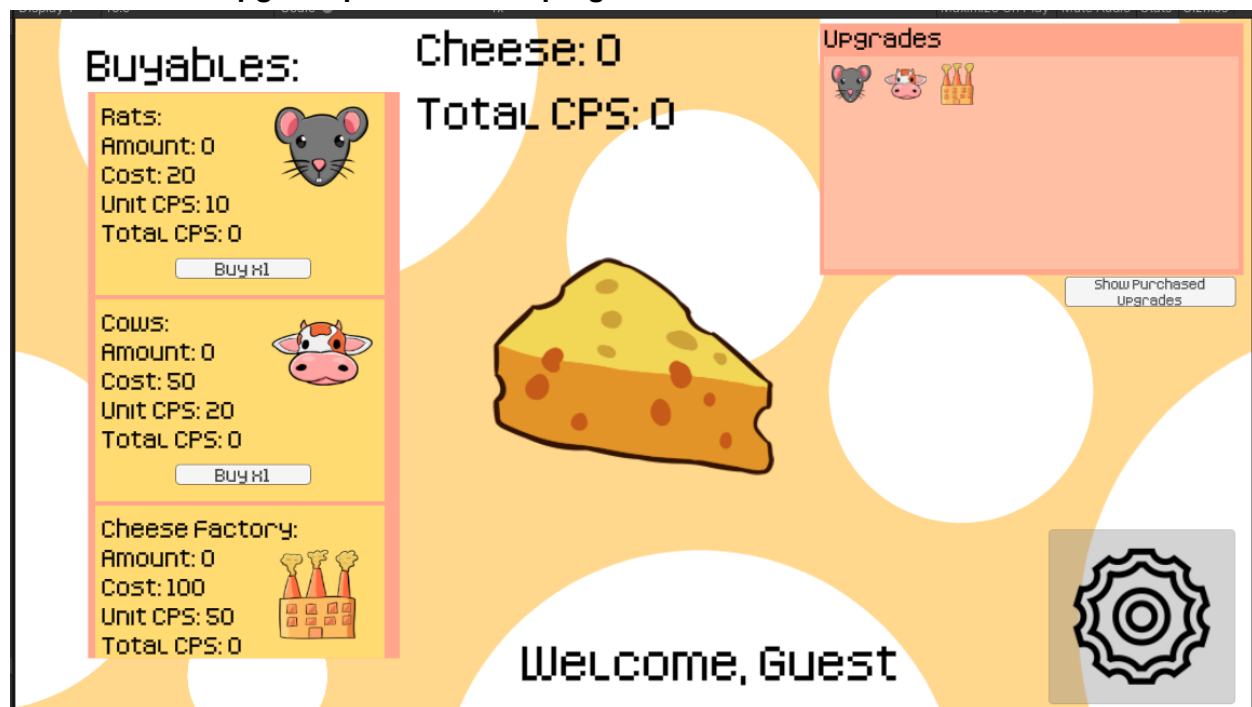 Buyables:
Rats:
Amount: 0
Cost: 20
Unit CPS: 10
Total CPS: 0
Buy x1
Cows:
Amount: 0
Cost: 50
Unit CPS: 20
Total CPS: 0
Buy x1
Cheese Factory:
Amount: 0
Cost: 100
Unit CPS: 50
Total CPS: 0
Cheese: 0
Total CPS: 0
Upgrades
Show Purchased
Upgrades
Welcome, Guest